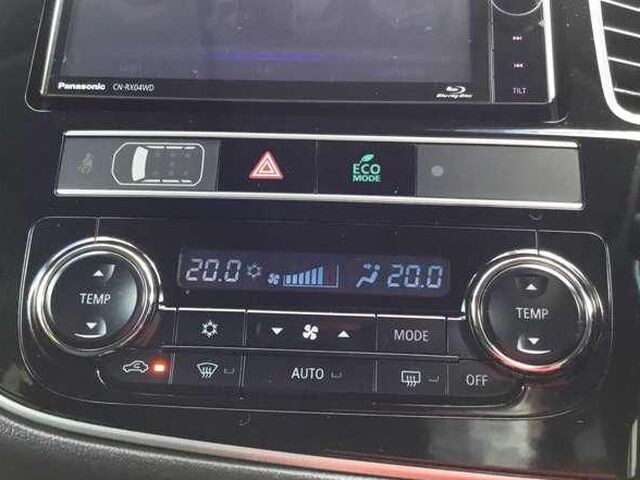 Panasonic CN-RX04WD
Blu-ray Disc
TILT
ECO
MODE
20.0 20.0
TEMP
TEMP
MODE
AUTO
OFF